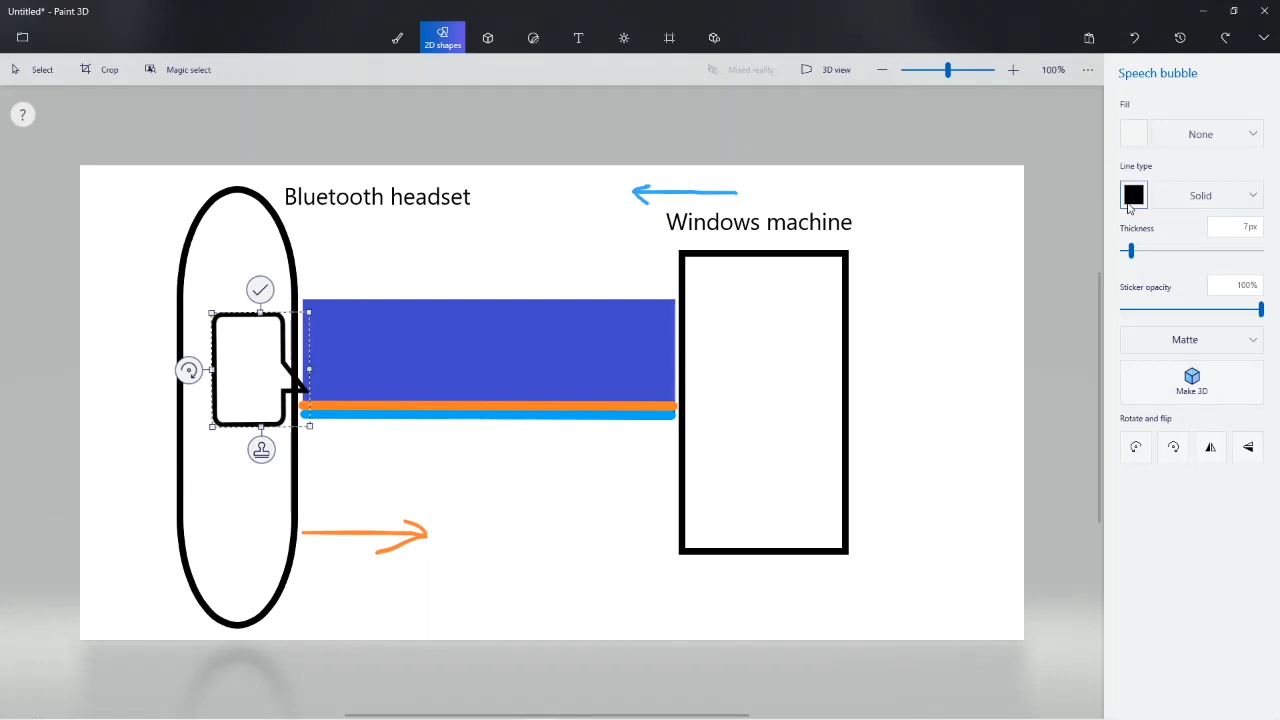 Untitled* - Paint 3D
2D shapes
Select
Crop
Magic select
Mixed reality
3D view
100%
Speech bubble
Fill
None
Line type
Solid
Thickness
7px
Sticker opacity
100%
Matte
Make 3D
Rotate and flip
?
Bluetooth headset
Windows machine